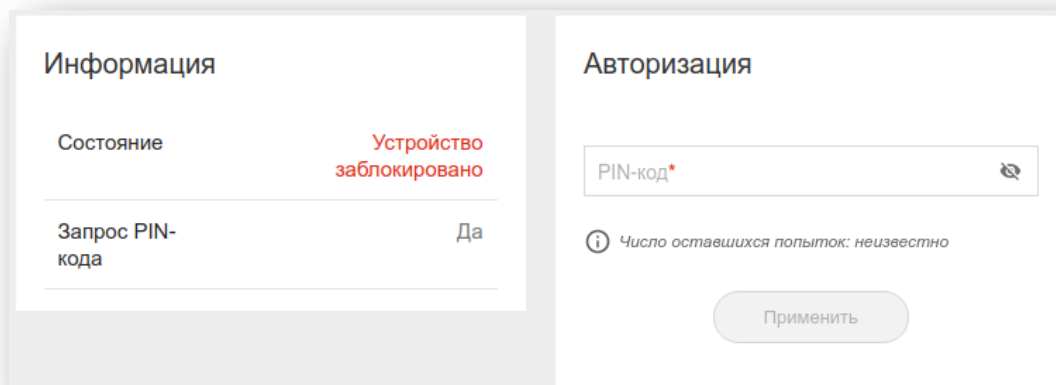 Информация
Состояние
Устройство
заблокировано
Запрос PIN-
кода
Да
Авторизация
PIN-код*
Число оставшихся попыток: неизвестно
Применить